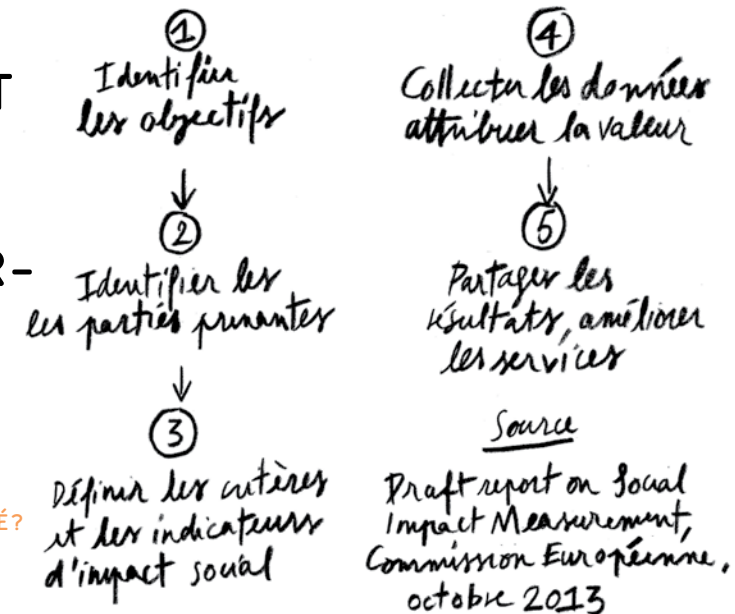 T
R-
É?
①
Identifier
les objectifs
↓
②
Identifier les
les parties prenantes
↓
③
Définir les critères
et les indicateurs
d'impact social
④
Collecter les données
attribuer la valeur
↓
⑤
Partager les
résultats, améliorer
les services
Source
Draft report on Social
Impact Measurement,
Commission Européenne,
octobre 2013